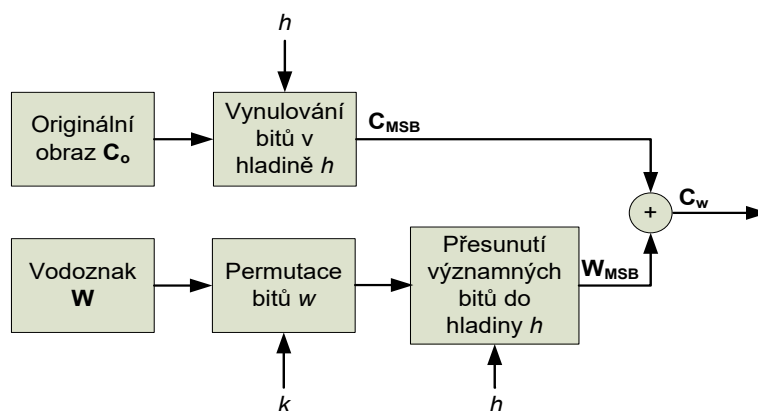 h
Originální
obraz Co
Vynulování
bitů v
hladině h
CMSB
Cw
+
Vodoznak
W
Permutace
bitů w
Přesunutí
významných
bitů do
hladiny h
WMSB
k
h